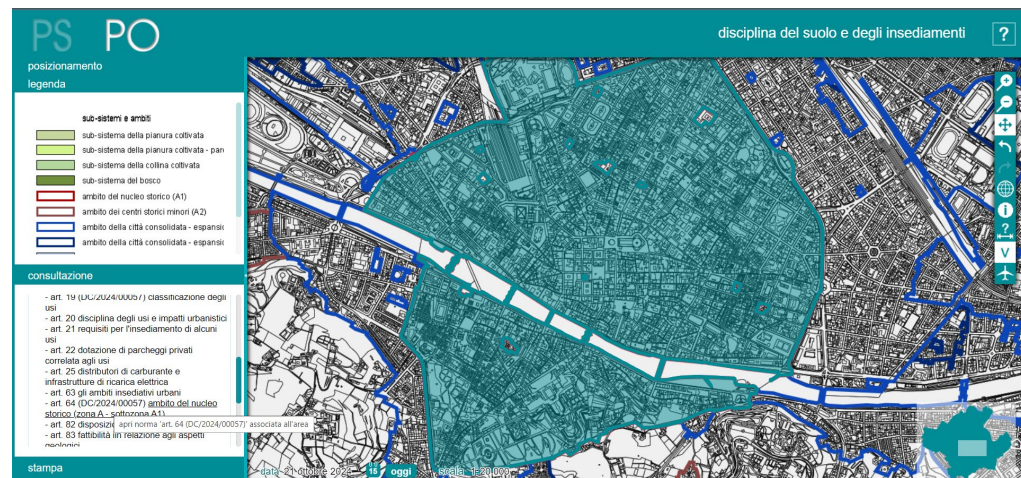 PS PO
disciplina del suolo e degli insediamenti
?
posizionamento
legenda
sub-sistemi e ambiti
sub-sistema della pianura coltivata
sub-sistema della pianura coltivata - par
sub-sistema della collina coltivata
sub-sistema del bosco
ambito del nucleo storico (A1)
ambito dei centri storici minori (A2)
ambito della città consolidata - espansio
ambito della città consolidata - espansio
consultazione
- art. 19 (DC/2024/00057) classificazione degli
usi
- art. 20 disciplina degli usi e impatti urbanistici
- art. 21 requisiti per l'insediamento di alcuni
usi
- art. 22 dotazione di parcheggi privati
correlata agli usi
- art. 25 distributori di carburante e
infrastrutture di ricarica elettrica
- art. 63 gli ambiti insediativi urbani
- art. 64 (DC/2024/00057) ambito del nucleo
storico (zona A - sottozona A1)
- art. 82 disposizio
apri norma 'art. 64 (DC/2024/00057)' associata all'area
- art. 83 fattibilità in relazione agli aspetti
geologici
stampa
data 21 ottobre 2024
15
oggi
scala 1:20.000
i
?
V